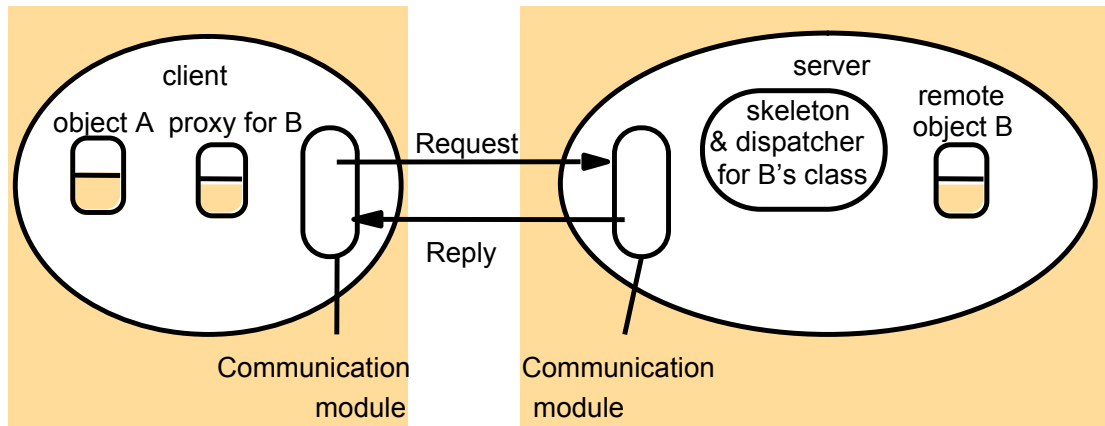 client
object A
proxy for B
Request
Reply
Communication
module
server
skeleton
& dispatcher
for B's class
remote
object B
Communication
module